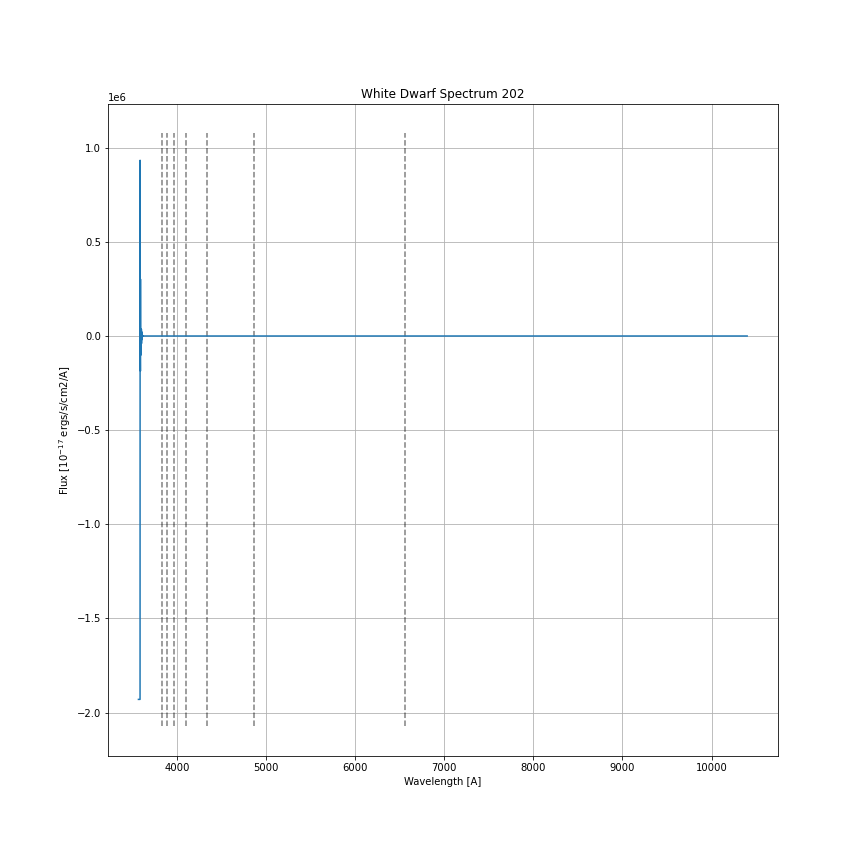 White Dwarf Spectrum 202
1e6
1.0
0.5
0.0
−0.5
−1.0
−1.5
−2.0
Flux [10⁻¹⁷ ergs/s/cm2/A]
4000 5000 6000 7000 8000 9000 10000
Wavelength [A]